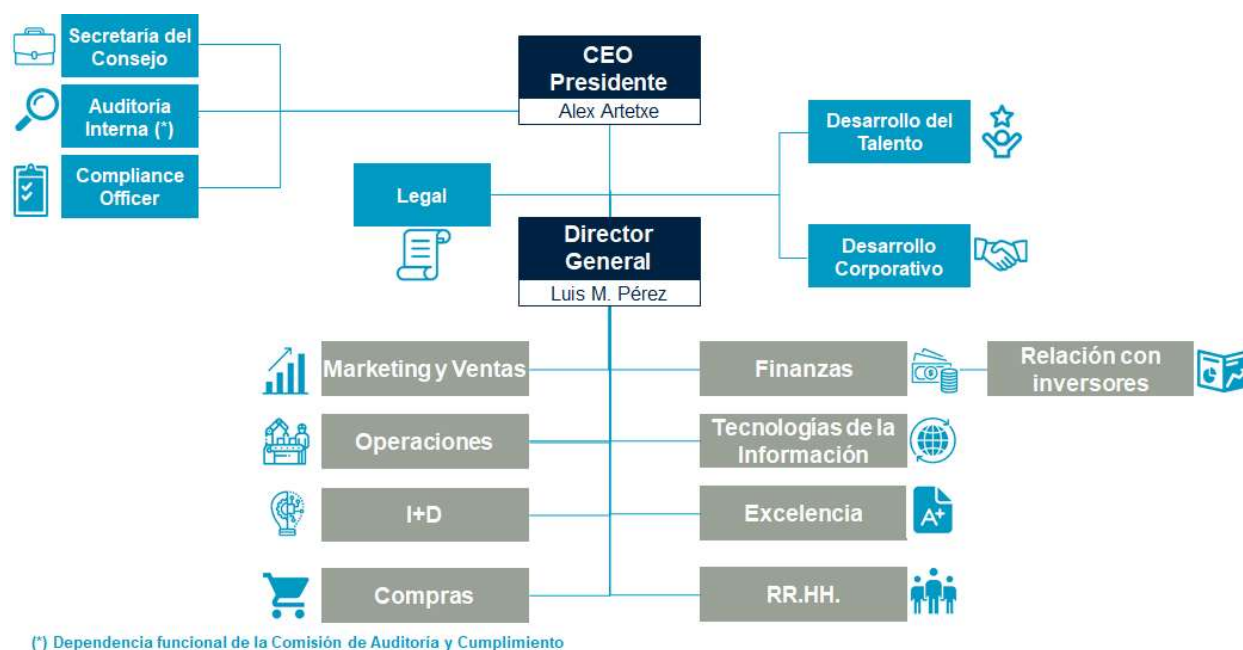 Secretaría del
Consejo
Auditoría
Interna (*)
Compliance
Officer
CEO
Presidente
Alex Artetxe
Desarrollo del
Talento
Legal
Director
General
Luis M. Pérez
Desarrollo
Corporativo
Marketing y Ventas
Finanzas
Relación con
inversores
Operaciones
Tecnologías de la
Información
I+D
Excelencia
A+
Compras
RR.HH.
(*) Dependencia funcional de la Comisión de Auditoría y Cumplimiento